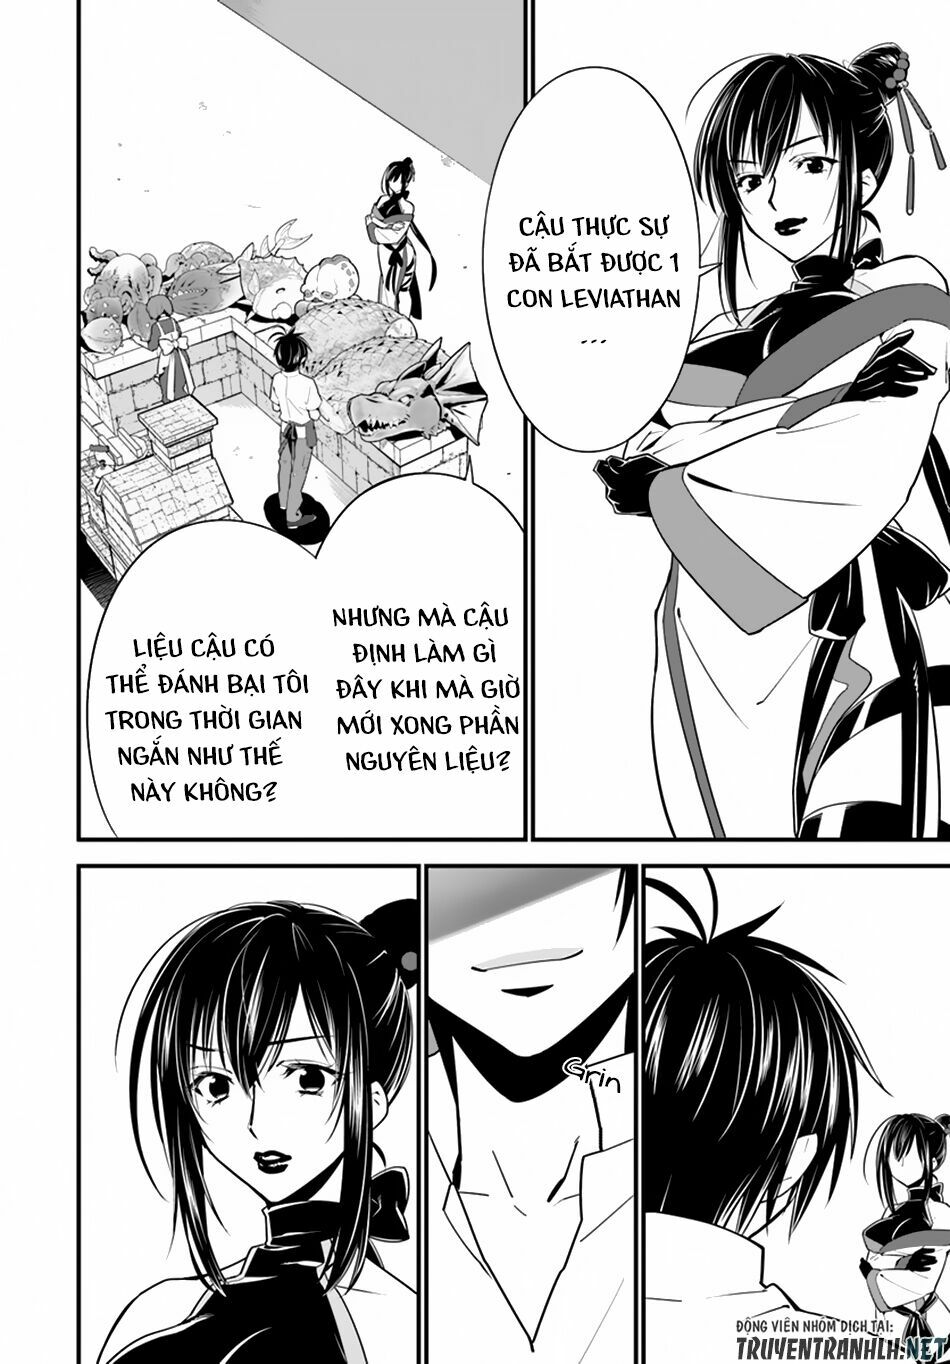 CẬU THỰC SỰ
ĐÃ BẮT ĐƯỢC 1
CON LEVIATHAN
...
NHƯNG MÀ CẬU
ĐỊNH LÀM GÌ
ĐÂY KHI MÀ GIỜ
MỚI XONG PHẦN
NGUYÊN LIỆU?
LIỆU CẬU CÓ
THỂ ĐÁNH BẠI TÔI
TRONG THỜI GIAN
NGẮN NHƯ THẾ
NÀY KHÔNG?
Grin
ĐỘNG VIÊN NHÓM DỊCH TẠI:
TRUYENTRANHLH.NET